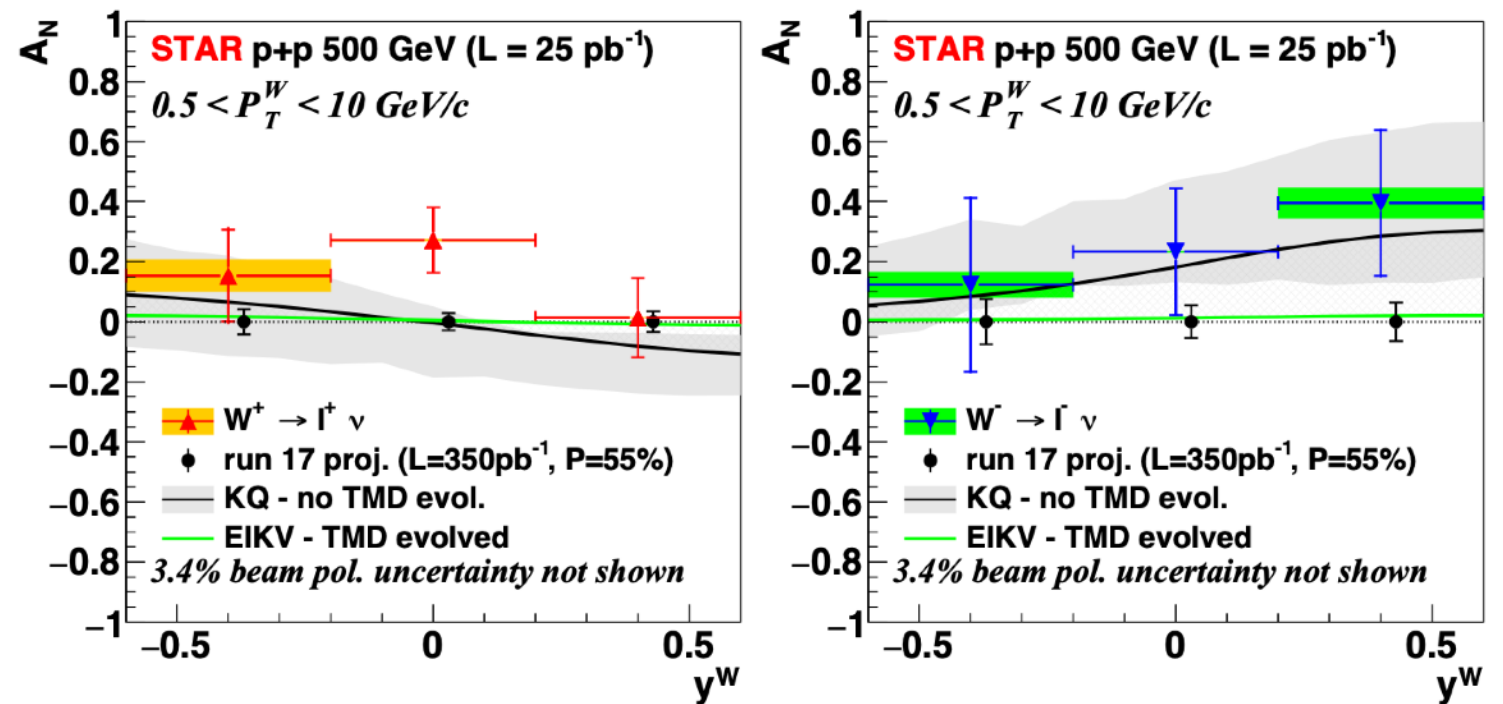 A_N
1
0.8
0.6
0.4
0.2
0
−0.2
−0.4
−0.6
−0.8
−1
STAR p+p 500 GeV (L = 25 pb⁻¹)
0.5 < P_T^W < 10 GeV/c
W⁺ → l⁺ ν
run 17 proj. (L=350pb⁻¹, P=55%)
KQ - no TMD evol.
EIKV - TMD evolved
3.4% beam pol. uncertainty not shown
−0.5 0 0.5
y^W
A_N
1
0.8
0.6
0.4
0.2
0
−0.2
−0.4
−0.6
−0.8
−1
STAR p+p 500 GeV (L = 25 pb⁻¹)
0.5 < P_T^W < 10 GeV/c
W⁻ → l⁻ ν
run 17 proj. (L=350pb⁻¹, P=55%)
KQ - no TMD evol.
EIKV - TMD evolved
3.4% beam pol. uncertainty not shown
−0.5 0 0.5
y^W